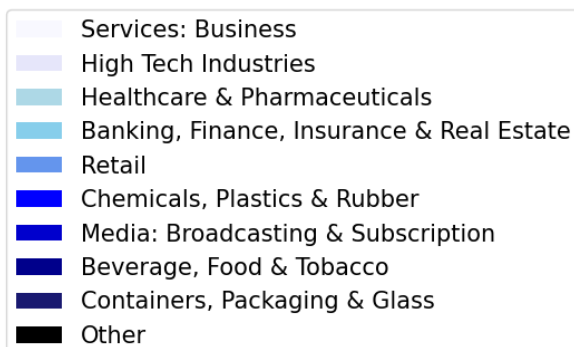 Services: Business
High Tech Industries
Healthcare & Pharmaceuticals
Banking, Finance, Insurance & Real Estate
Retail
Chemicals, Plastics & Rubber
Media: Broadcasting & Subscription
Beverage, Food & Tobacco
Containers, Packaging & Glass
Other